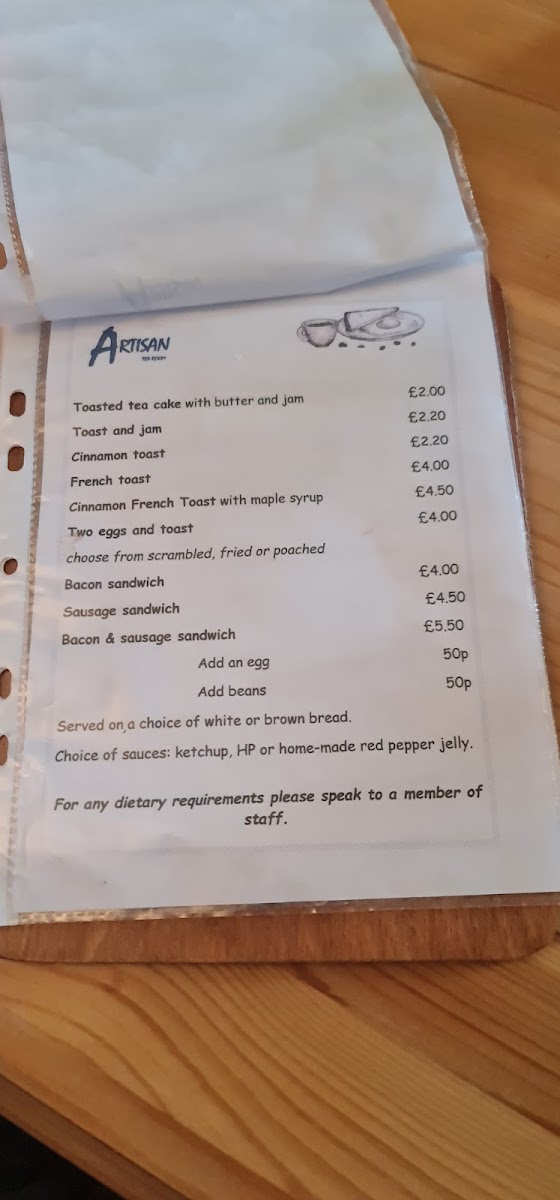 ARTISAN
Toasted tea cake with butter and jam £2.00
Toast and jam £2.20
Cinnamon toast £2.20
French toast £4.00
Cinnamon French Toast with maple syrup £4.50
Two eggs and toast £4.00
choose from scrambled, fried or poached
Bacon sandwich £4.00
Sausage sandwich £4.50
Bacon & sausage sandwich £5.50
Add an egg 50p
Add beans 50p
Served on a choice of white or brown bread.
Choice of sauces: ketchup, HP or home-made red pepper jelly.
For any dietary requirements please speak to a member of
staff.